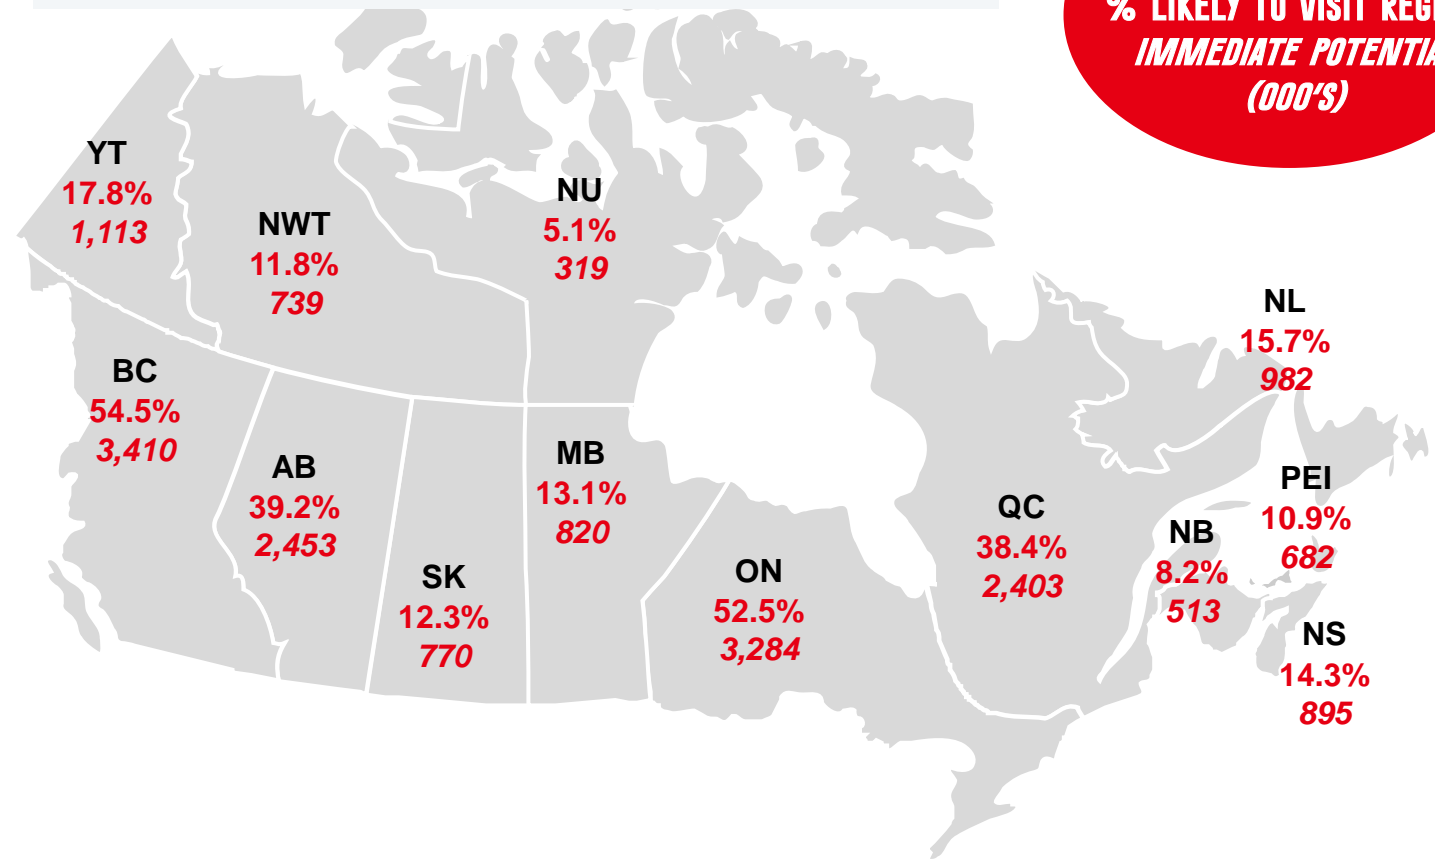 % LIKELY TO VISIT
IMMEDIATE
(000'S)
YT
17.8%
1,113
NWT
11.8%
739
NU
5.1%
319
NL
15.7%
982
BC
54.5%
3,410
AB
39.2%
2,453
SK
12.3%
770
MB
13.1%
820
ON
52.5%
3,284
QC
38.4%
2,403
NB
8.2%
513
PEI
10.9%
682
NS
14.3%
895